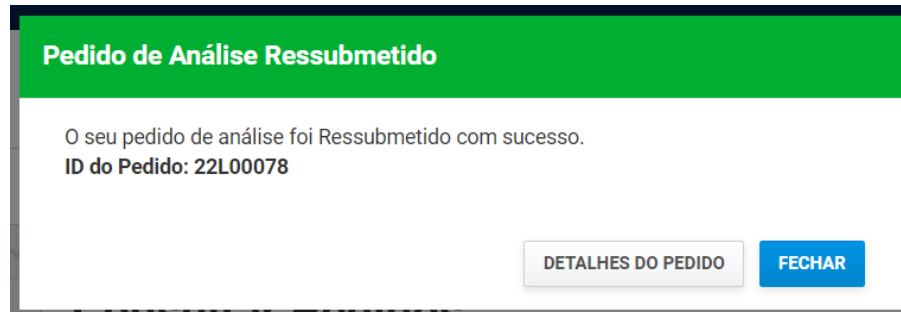 Pedido de Análise Ressubmetido
O seu pedido de análise foi Ressubmetido com sucesso.
ID do Pedido: 22L00078
DETALHES DO PEDIDO
FECHAR